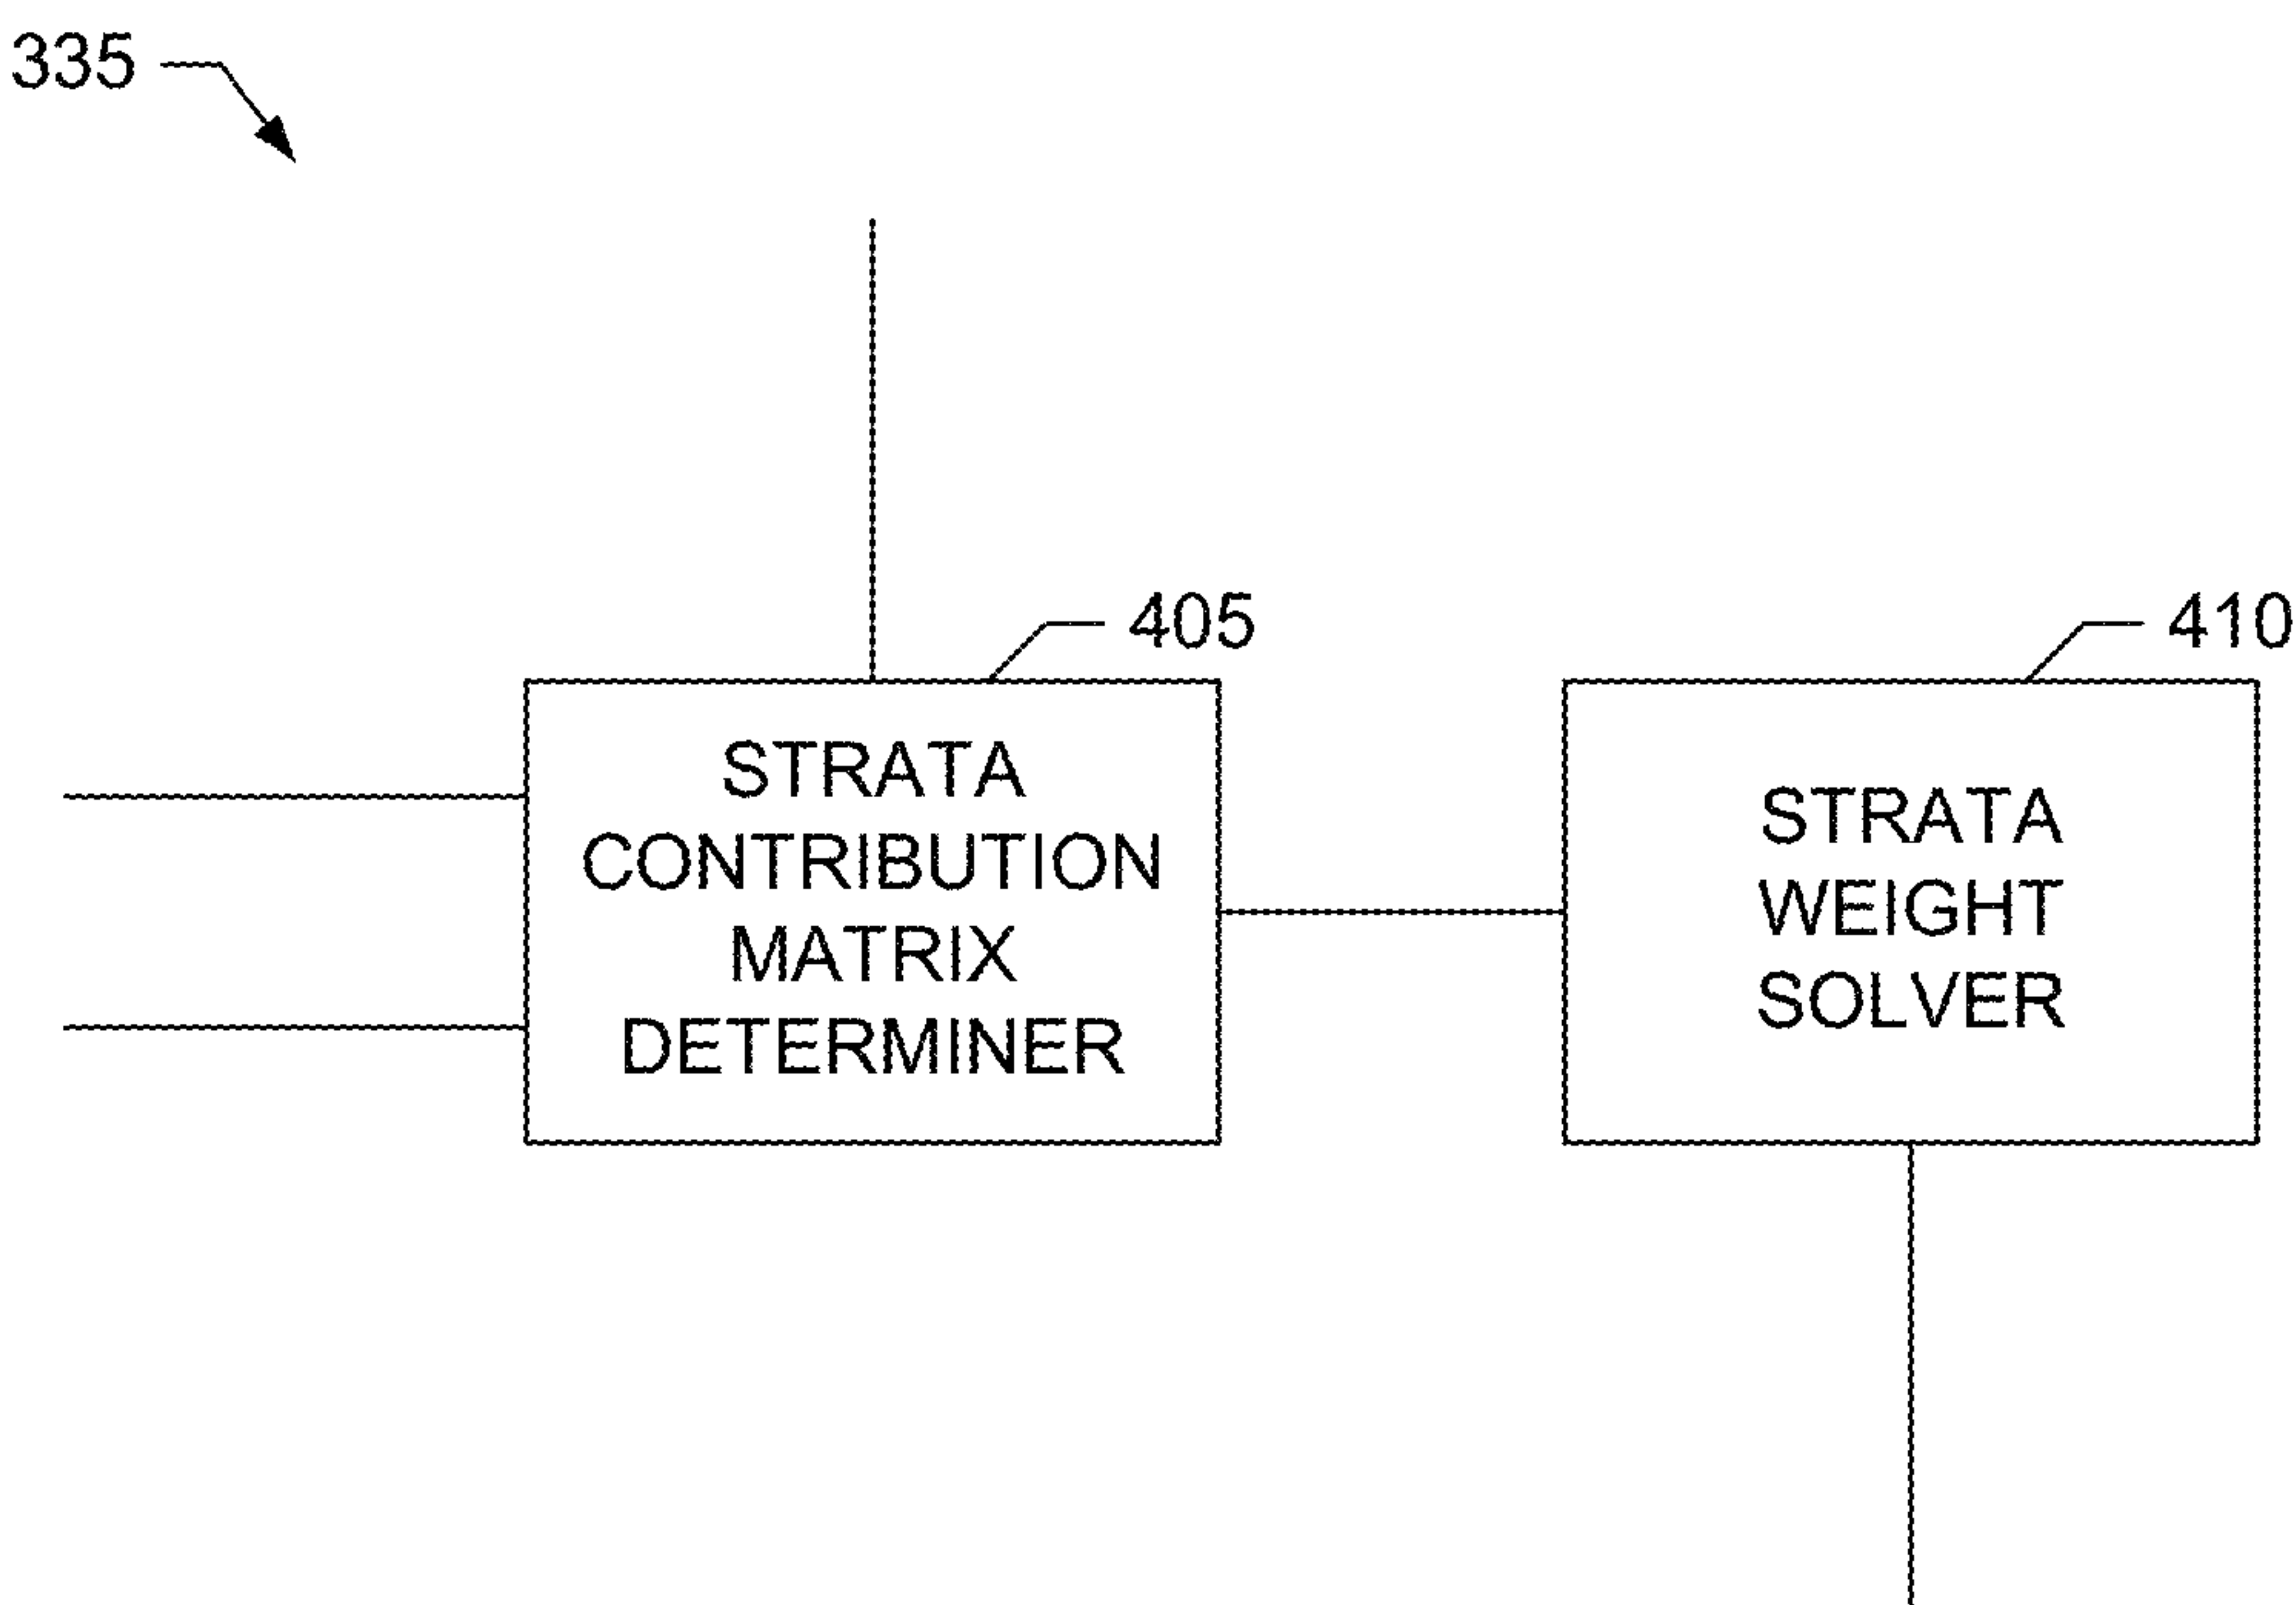 335
405
410
STRATA
CONTRIBUTION
MATRIX
DETERMINER
STRATA
WEIGHT
SOLVER